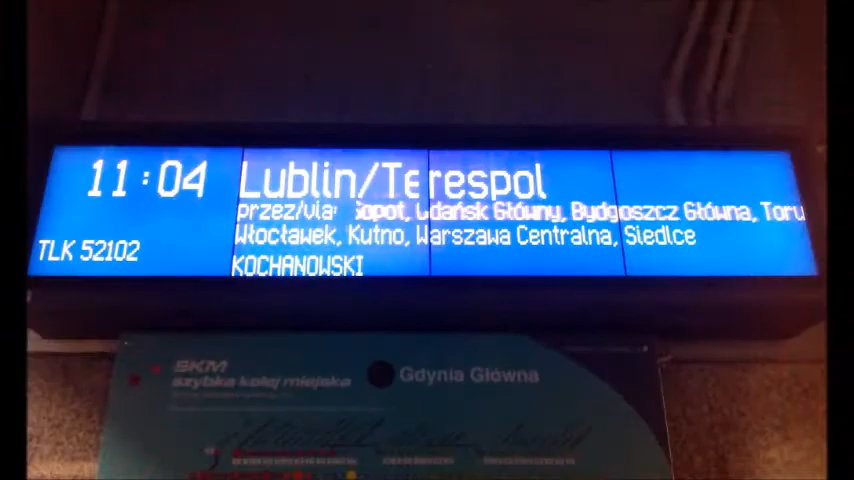 11:04
Lublin/Terespol
przez/via: Sopot, Gdańsk Główny, Bydgoszcz Główna, Toru
Włocławek, Kutno, Warszawa Centralna, Siedlce
TLK 52102
KOCHANOWSKI
SKM
szybka kolej miejska
Gdynia Główna